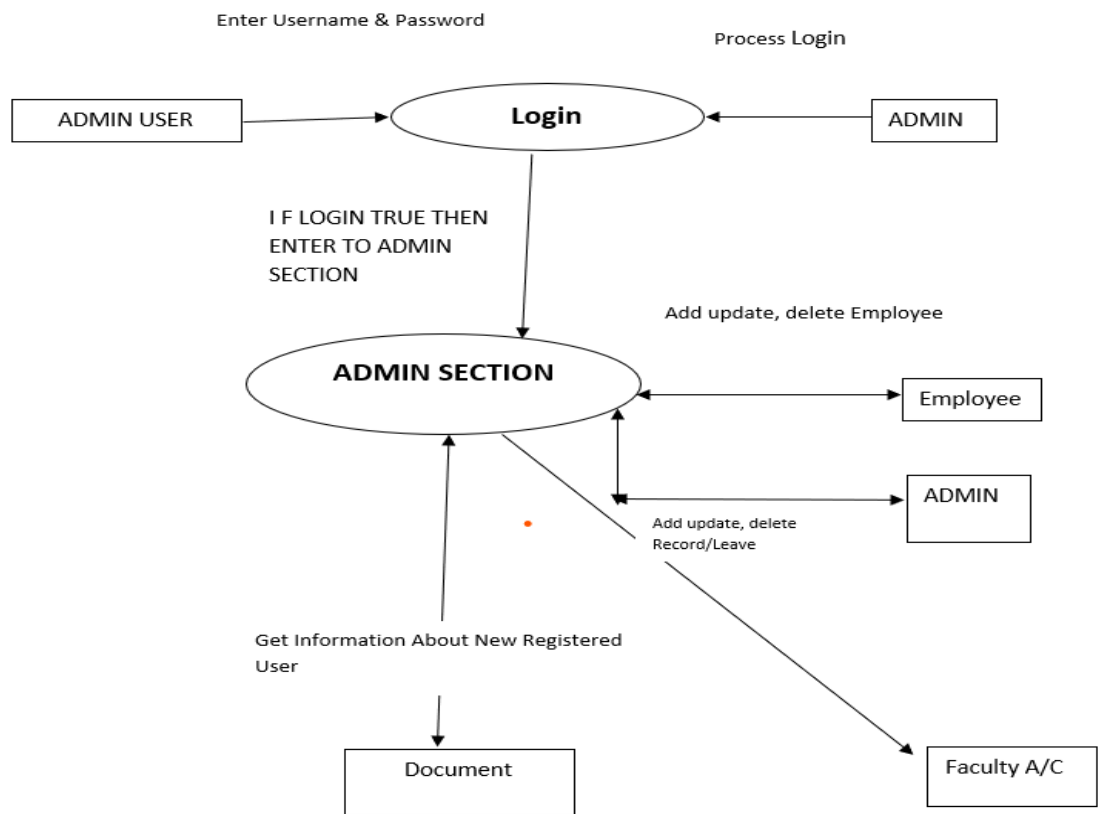 Enter Username & Password
Process Login
ADMIN USER
Login
ADMIN
I F LOGIN TRUE THEN
ENTER TO ADMIN
SECTION
Add update, delete Employee
ADMIN SECTION
Employee
ADMIN
Add update, delete
Record/Leave
Get Information About New Registered
User
Document
Faculty A/C